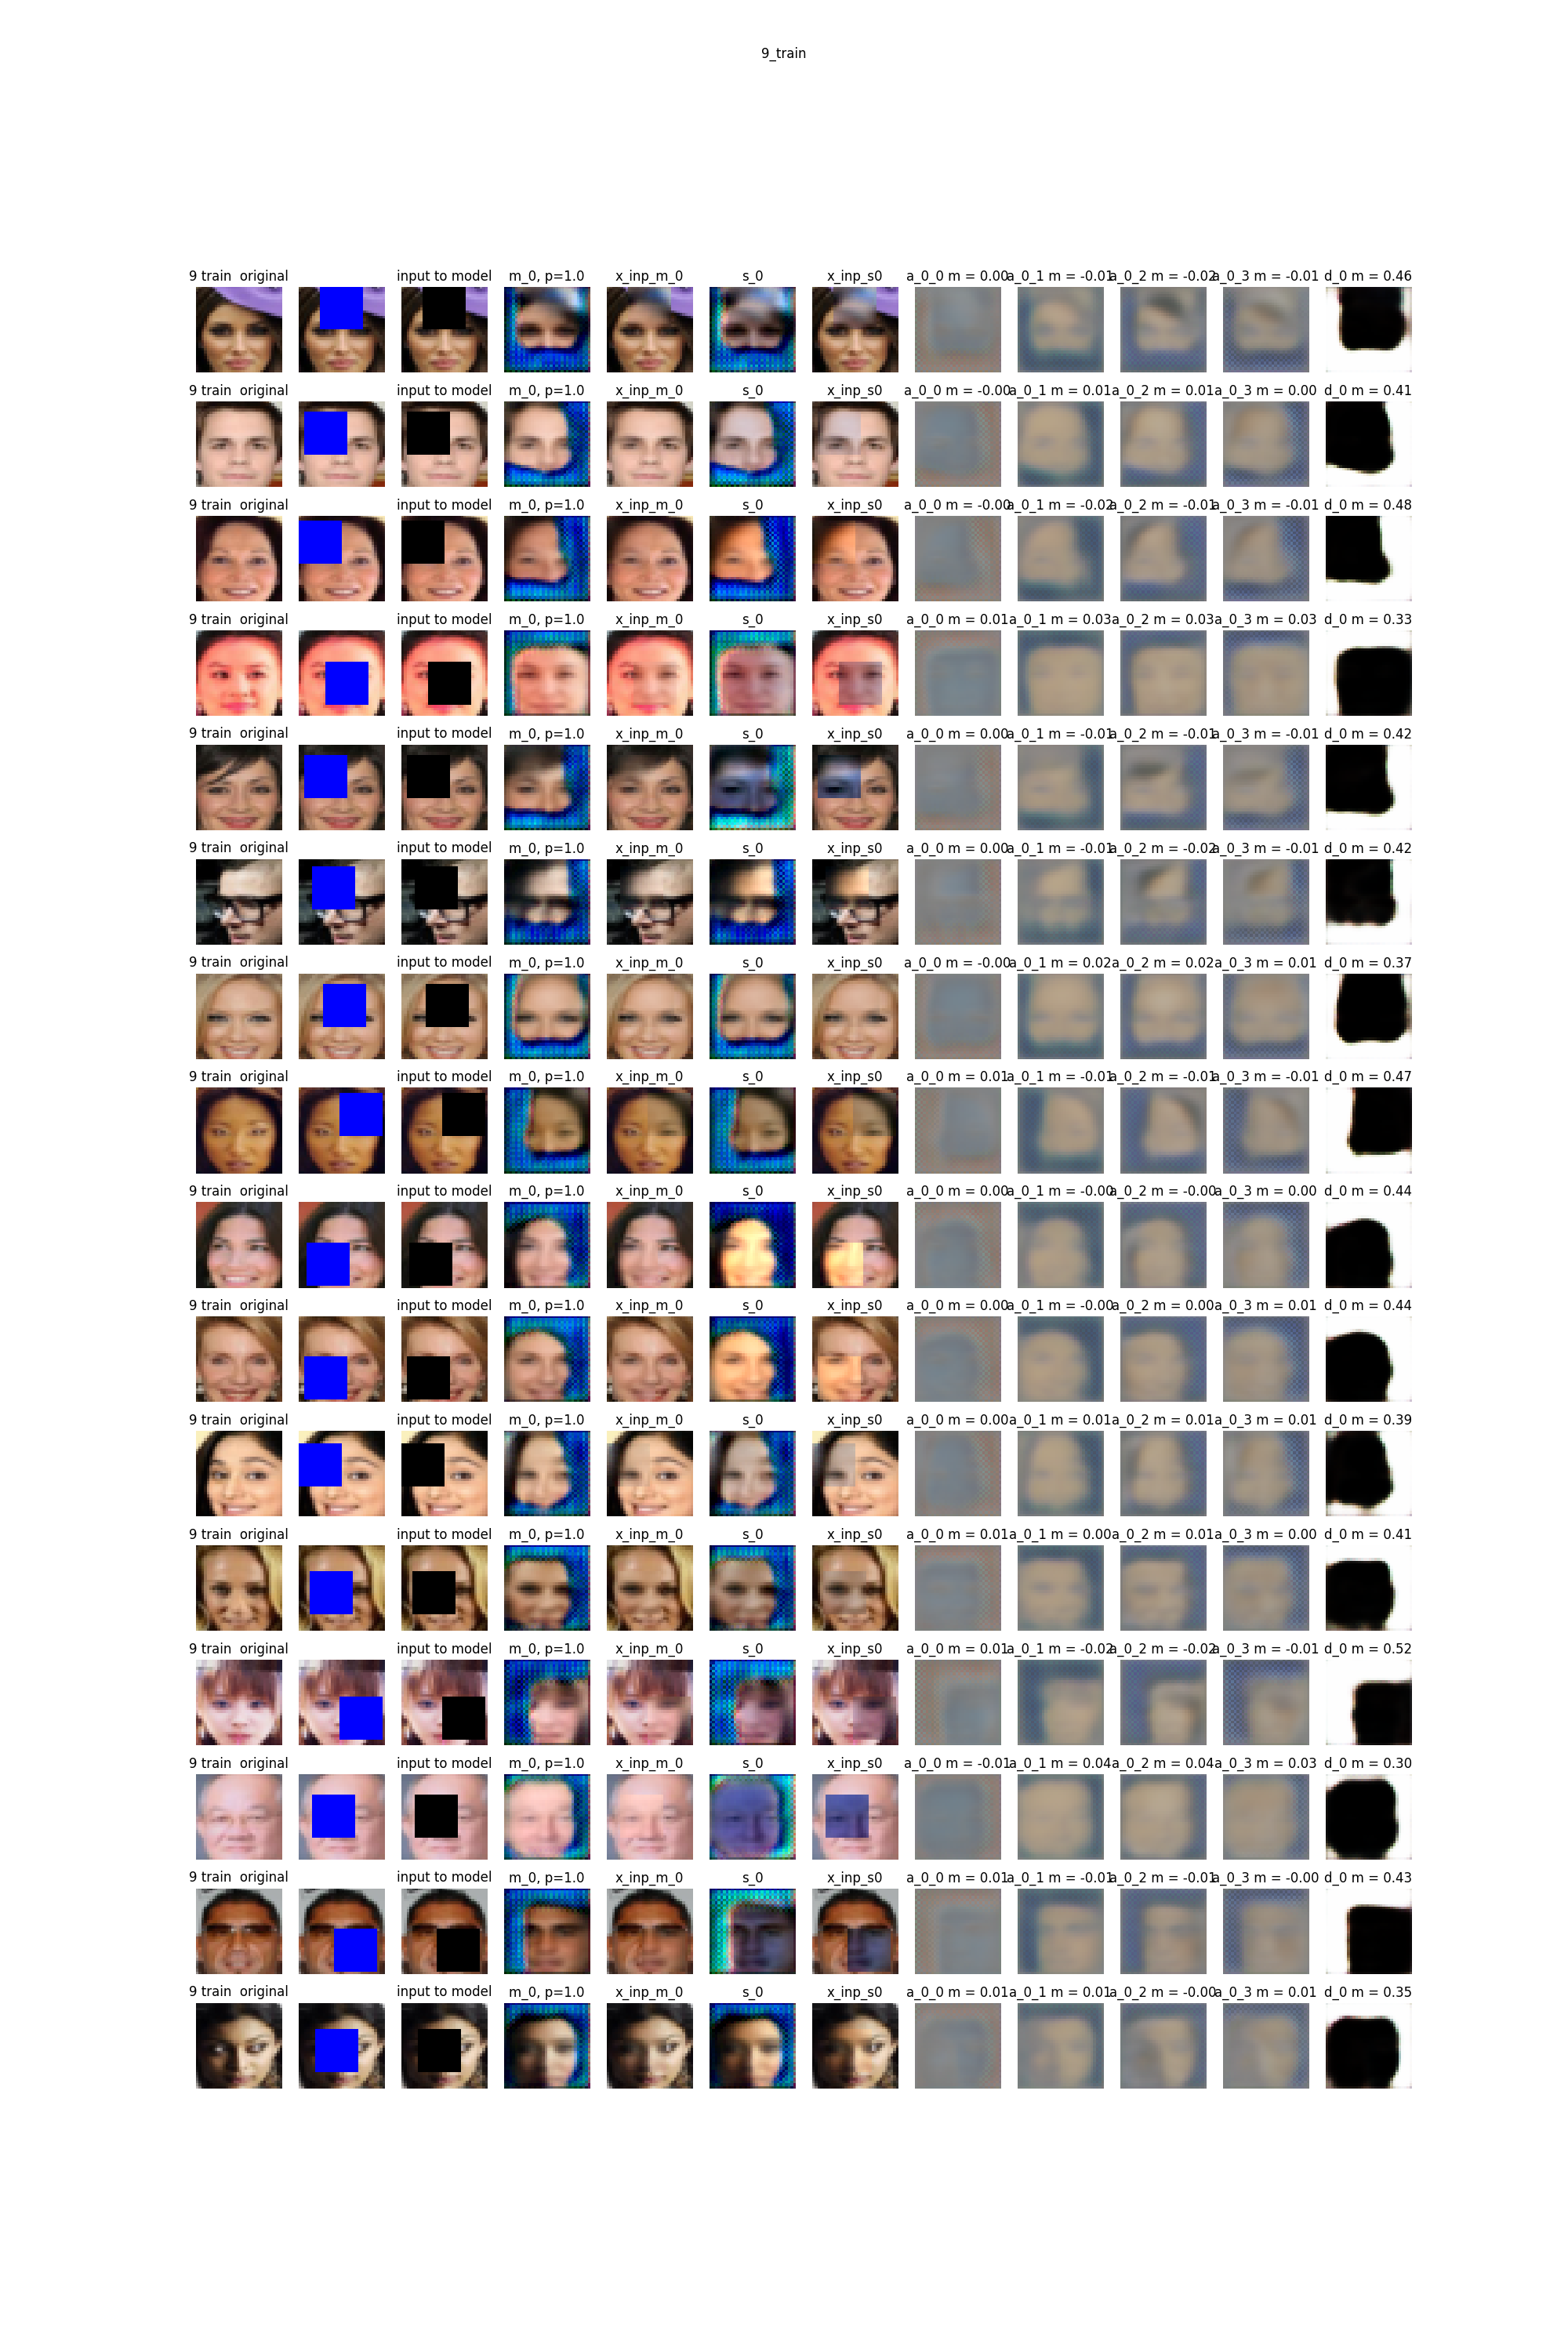 9_train
9 train original input to model m_0, p=1.0 x_inp_m_0 s_0 x_inp_s0 a_0_0 m = 0.00 a_0_1 m = -0.01 a_0_2 m = -0.02 a_0_3 m = -0.01 d_0 m = 0.46
9 train original input to model m_0, p=1.0 x_inp_m_0 s_0 x_inp_s0 a_0_0 m = -0.00 a_0_1 m = 0.01 a_0_2 m = 0.01 a_0_3 m = 0.00 d_0 m = 0.41
9 train original input to model m_0, p=1.0 x_inp_m_0 s_0 x_inp_s0 a_0_0 m = -0.00 a_0_1 m = -0.02 a_0_2 m = -0.01 a_0_3 m = -0.01 d_0 m = 0.48
9 train original input to model m_0, p=1.0 x_inp_m_0 s_0 x_inp_s0 a_0_0 m = 0.01 a_0_1 m = 0.03 a_0_2 m = 0.03 a_0_3 m = 0.03 d_0 m = 0.33
9 train original input to model m_0, p=1.0 x_inp_m_0 s_0 x_inp_s0 a_0_0 m = 0.00 a_0_1 m = -0.01 a_0_2 m = -0.01 a_0_3 m = -0.01 d_0 m = 0.42
9 train original input to model m_0, p=1.0 x_inp_m_0 s_0 x_inp_s0 a_0_0 m = 0.00 a_0_1 m = -0.01 a_0_2 m = -0.02 a_0_3 m = -0.01 d_0 m = 0.42
9 train original input to model m_0, p=1.0 x_inp_m_0 s_0 x_inp_s0 a_0_0 m = -0.00 a_0_1 m = 0.02 a_0_2 m = 0.02 a_0_3 m = 0.01 d_0 m = 0.37
9 train original input to model m_0, p=1.0 x_inp_m_0 s_0 x_inp_s0 a_0_0 m = 0.01 a_0_1 m = -0.01 a_0_2 m = -0.01 a_0_3 m = -0.01 d_0 m = 0.47
9 train original input to model m_0, p=1.0 x_inp_m_0 s_0 x_inp_s0 a_0_0 m = 0.00 a_0_1 m = -0.00 a_0_2 m = -0.00 a_0_3 m = 0.00 d_0 m = 0.44
9 train original input to model m_0, p=1.0 x_inp_m_0 s_0 x_inp_s0 a_0_0 m = 0.00 a_0_1 m = -0.00 a_0_2 m = 0.00 a_0_3 m = 0.01 d_0 m = 0.44
9 train original input to model m_0, p=1.0 x_inp_m_0 s_0 x_inp_s0 a_0_0 m = 0.00 a_0_1 m = 0.01 a_0_2 m = 0.01 a_0_3 m = 0.01 d_0 m = 0.39
9 train original input to model m_0, p=1.0 x_inp_m_0 s_0 x_inp_s0 a_0_0 m = 0.01 a_0_1 m = 0.00 a_0_2 m = 0.01 a_0_3 m = 0.00 d_0 m = 0.41
9 train original input to model m_0, p=1.0 x_inp_m_0 s_0 x_inp_s0 a_0_0 m = 0.01 a_0_1 m = -0.02 a_0_2 m = -0.02 a_0_3 m = -0.01 d_0 m = 0.52
9 train original input to model m_0, p=1.0 x_inp_m_0 s_0 x_inp_s0 a_0_0 m = -0.01 a_0_1 m = 0.04 a_0_2 m = 0.04 a_0_3 m = 0.03 d_0 m = 0.30
9 train original input to model m_0, p=1.0 x_inp_m_0 s_0 x_inp_s0 a_0_0 m = 0.01 a_0_1 m = -0.01 a_0_2 m = -0.01 a_0_3 m = -0.00 d_0 m = 0.43
9 train original input to model m_0, p=1.0 x_inp_m_0 s_0 x_inp_s0 a_0_0 m = 0.01 a_0_1 m = 0.01 a_0_2 m = -0.00 a_0_3 m = 0.01 d_0 m = 0.35